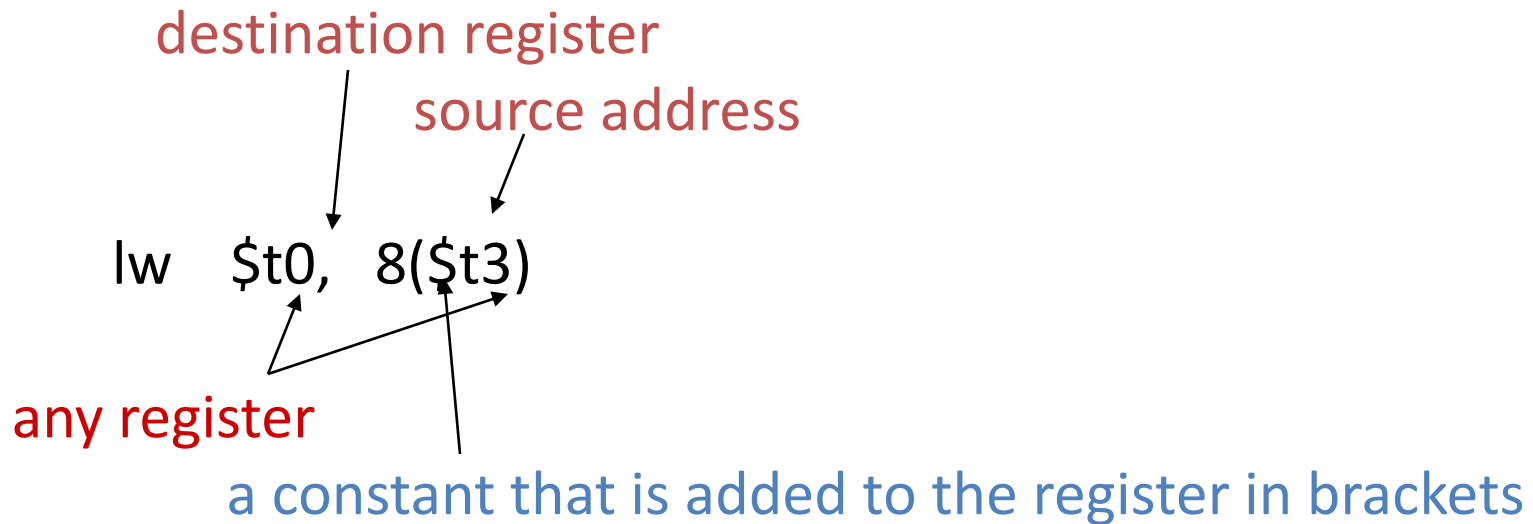 destination register
source address
lw $t0, 8($t3)
any register
a constant that is added to the register in brackets